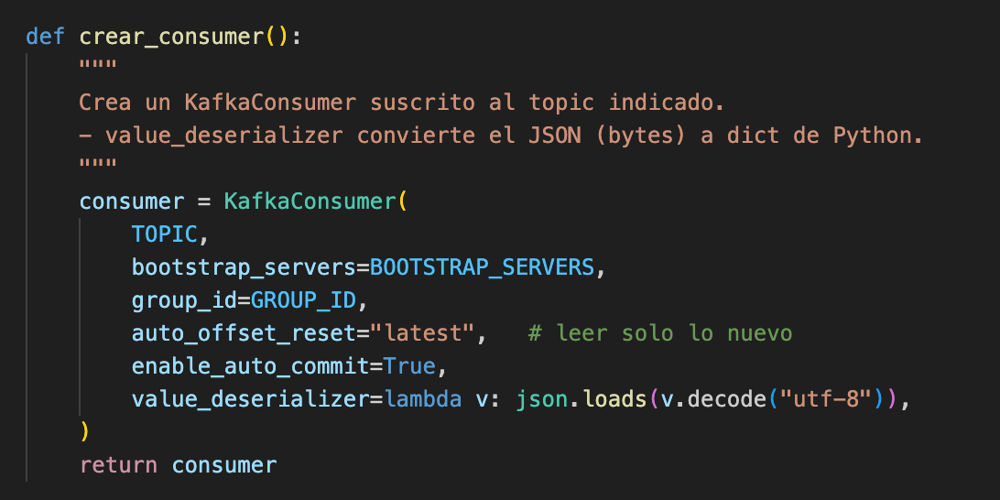 def crear_consumer():
    """
    Crea un KafkaConsumer suscrito al topic indicado.
    - value_deserializer convierte el JSON (bytes) a dict de Python.
    """
    consumer = KafkaConsumer(
        TOPIC,
        bootstrap_servers=BOOTSTRAP_SERVERS,
        group_id=GROUP_ID,
        auto_offset_reset="latest",   # leer solo lo nuevo
        enable_auto_commit=True,
        value_deserializer=lambda v: json.loads(v.decode("utf-8")),
    )
    return consumer